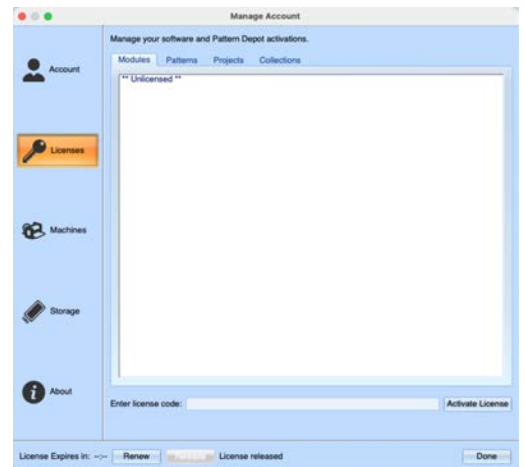 Manage Account
Manage your software and Pattern Depot activations.
Modules Patterns Projects Collections
** Unlicensed **
Account
Licenses
Machines
Storage
About
Enter license code: Activate License
License Expires in: --:-- Renew License released Done